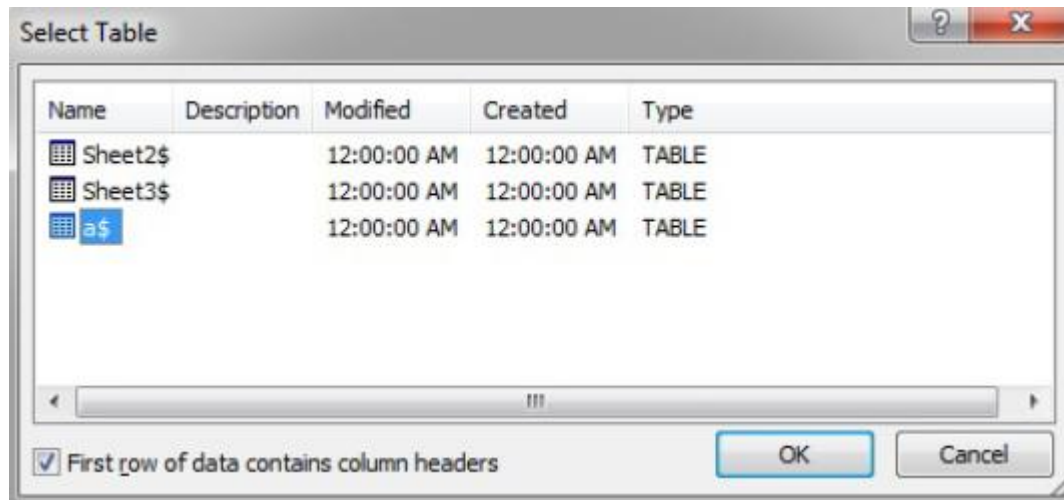 Select Table
Name Description Modified Created Type
Sheet2$ 12:00:00 AM 12:00:00 AM TABLE
Sheet3$ 12:00:00 AM 12:00:00 AM TABLE
a$ 12:00:00 AM 12:00:00 AM TABLE
First row of data contains column headers OK Cancel